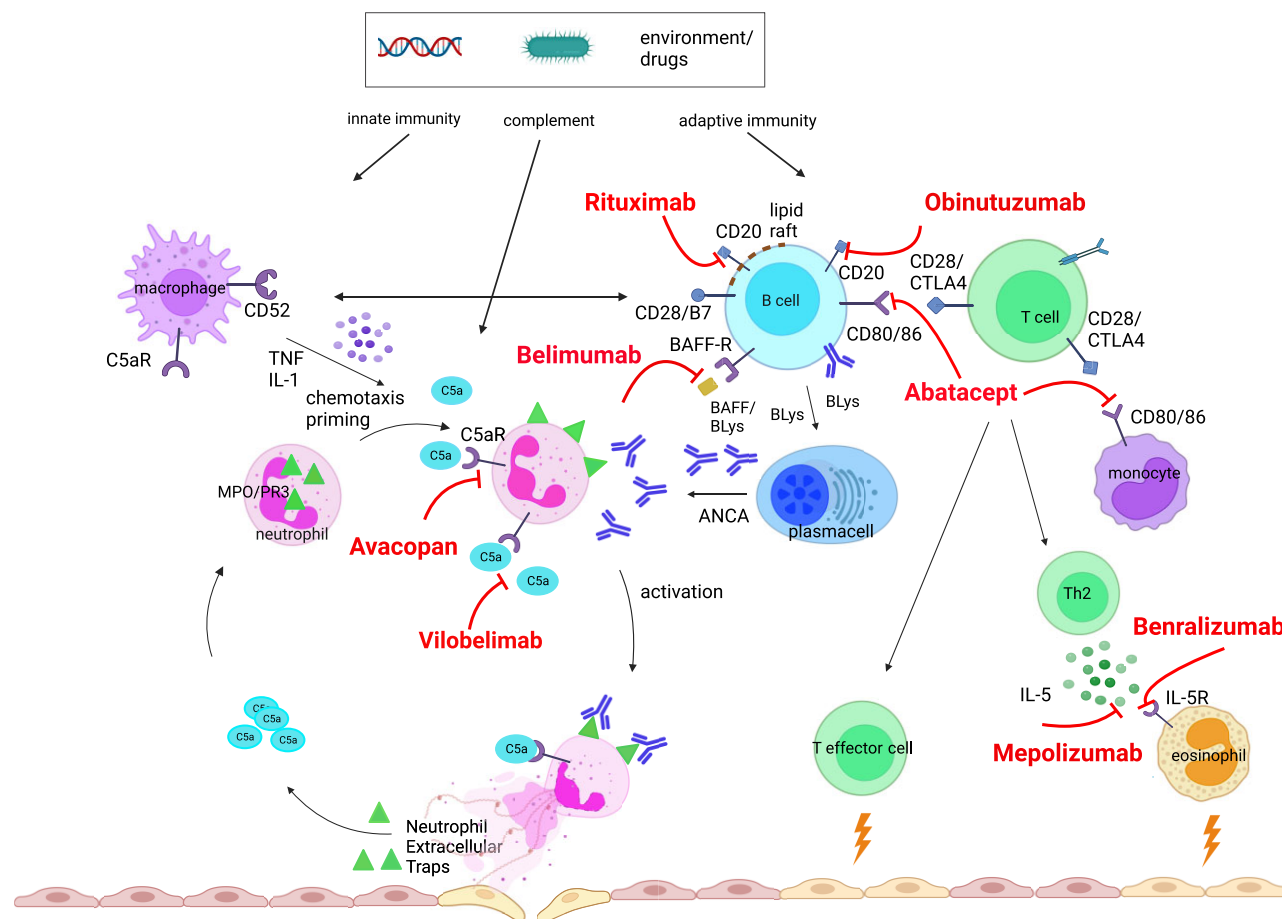 environment/
drugs
innate immunity
complement
adaptive immunity
Rituximab
Obinutuzumab
lipid
raft
CD20
CD20
CD28/
CTLA4
macrophage
CD52
B cell
CD28/B7
CD80/86
T cell
CD28/
CTLA4
C5aR
TNF
IL-1
chemotaxis
priming
Belimumab
BAFF-R
BAFF/
BLys
BLys
BLys
Abatacept
CD80/86
C5a
C5aR
C5a
MPO/PR3
neutrophil
Avacopan
ANCA
plasmacell
monocyte
C5a
C5a
Vilobelimab
activation
Th2
Benralizumab
IL-5
IL-5R
Mepolizumab
eosinophil
C5a
C5a
C5a
C5a
C5a
T effector cell
Neutrophil
Extracellular
Traps